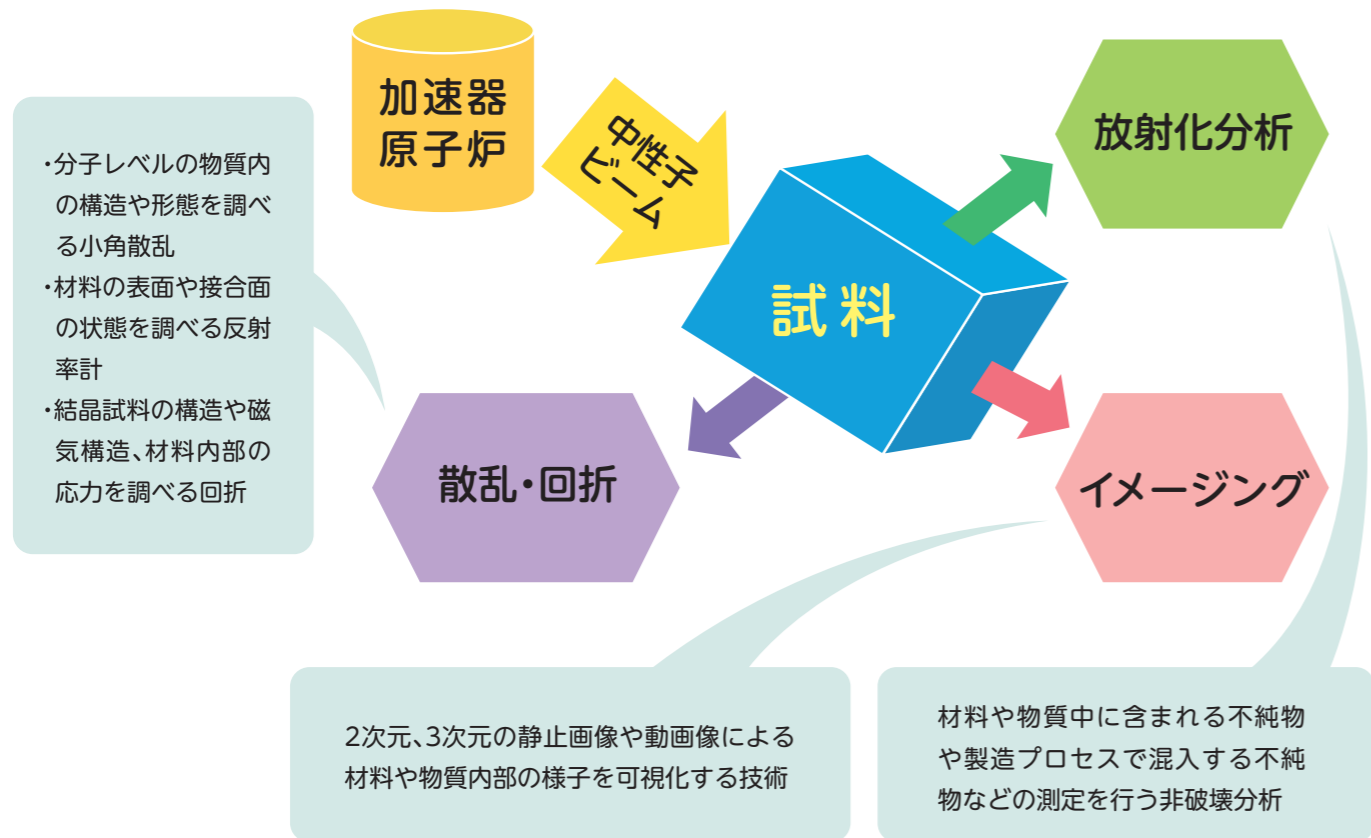 加速器
原子炉
中性子
ビーム
放射化分析
・分子レベルの物質内
の構造や形態を調べ
る小角散乱
・材料の表面や接合面
の状態を調べる反射
率計
・結晶試料の構造や磁
気構造、材料内部の
応力を調べる回折
試料
散乱・回折
イメージング
2次元、3次元の静止画像や動画像による
材料や物質内部の様子を可視化する技術
材料や物質中に含まれる不純物
や製造プロセスで混入する不純
物などの測定を行う非破壊分析